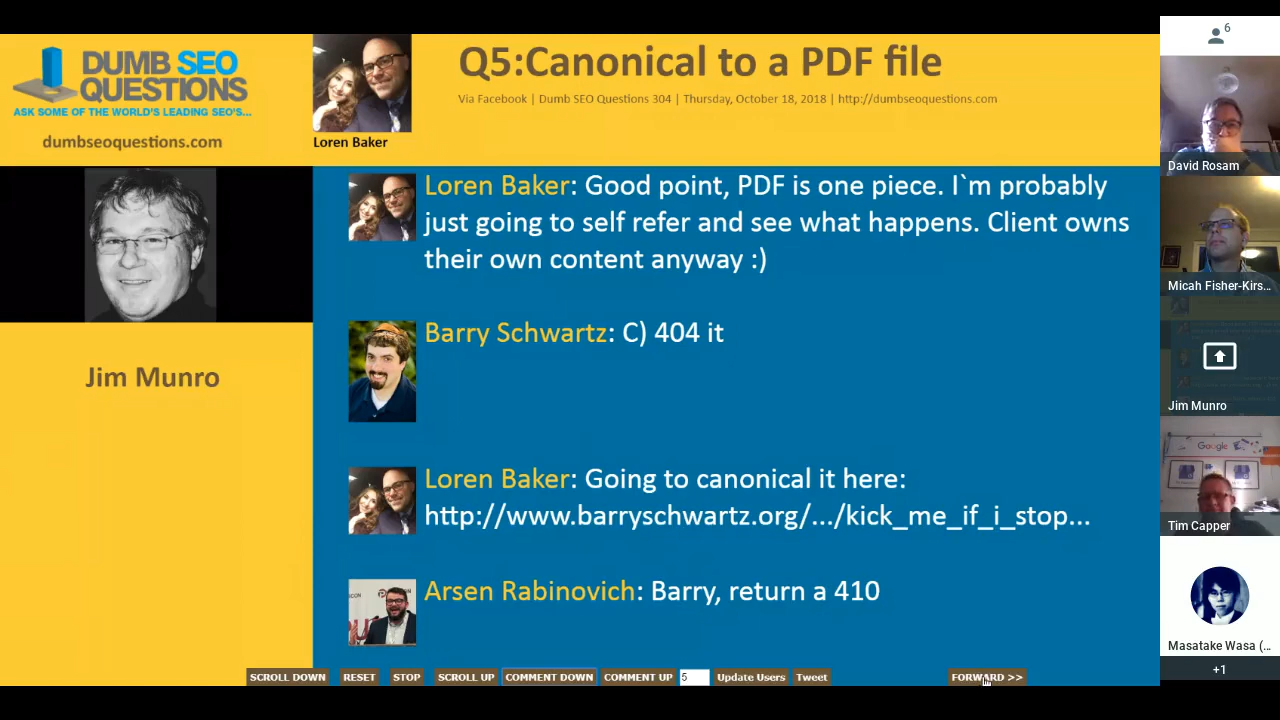 DUMB SEO
QUESTIONS
ASK SOME OF THE WORLD'S LEADING SEO'S...
dumbseoquestions.com
Loren Baker
Q5:Canonical to a PDF file
Via Facebook | Dumb SEO Questions 304 | Thursday, October 18, 2018 | http://dumbseoquestions.com
Jim Munro
Loren Baker: Good point, PDF is one piece. I`m probably
just going to self refer and see what happens. Client owns
their own content anyway :)
Barry Schwartz: C) 404 it
Loren Baker: Going to canonical it here:
http://www.barryschwartz.org/.../kick_me_if_i_stop...
Arsen Rabinovich: Barry, return a 410
SCROLL DOWN RESET STOP SCROLL UP COMMENT DOWN COMMENT UP 5 Update Users Tweet FORWARD >>
6
David Rosam
Micah Fisher-Kirs...
Jim Munro
Google
Tim Capper
Masatake Wasa (...
+1